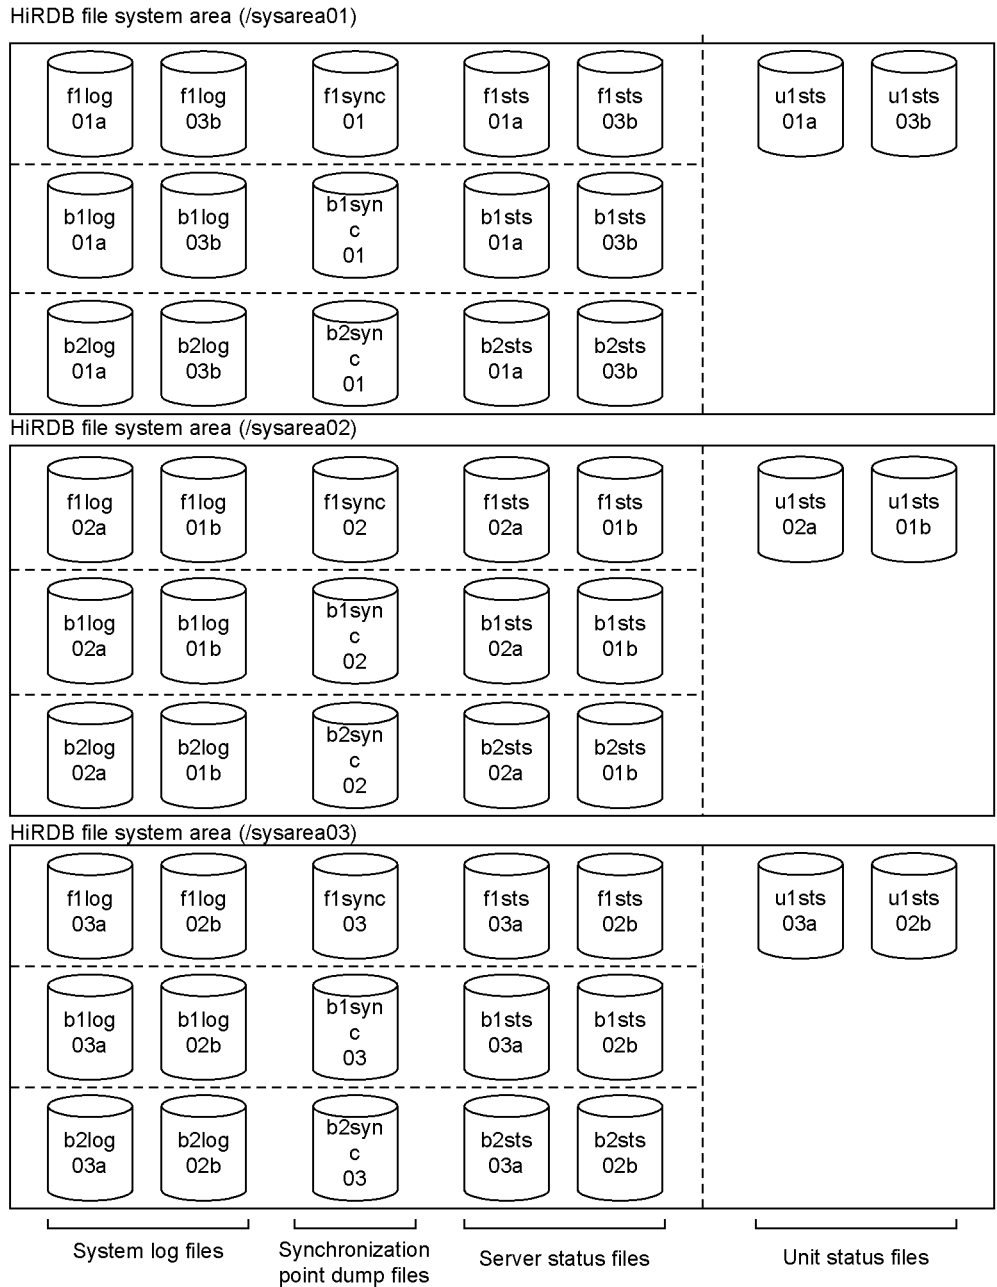 HiRDB file system area (/sysarea01)
f1log f1log f1sync f1sts f1sts u1sts u1sts
01a 03b 01 01a 03b 01a 03b
b1log b1log b1syn b1sts b1sts
01a 03b c 01a 03b
01
b2log b2log b2syn b2sts b2sts
01a 03b c 01a 03b
01
HiRDB file system area (/sysarea02)
f1log f1log f1sync f1sts f1sts u1sts u1sts
02a 01b 02 02a 01b 02a 01b
b1log b1log b1syn b1sts b1sts
02a 01b c 02a 01b
02
b2log b2log b2syn b2sts b2sts
02a 01b c 02a 01b
02
HiRDB file system area (/sysarea03)
f1log f1log f1sync f1sts f1sts u1sts u1sts
03a 02b 03 03a 02b 03a 02b
b1log b1log b1syn b1sts b1sts
03a 02b c 03a 02b
03
b2log b2log b2syn b2sts b2sts
03a 02b c 03a 02b
03
System log files
Synchronization
point dump files
Server status files
Unit status files